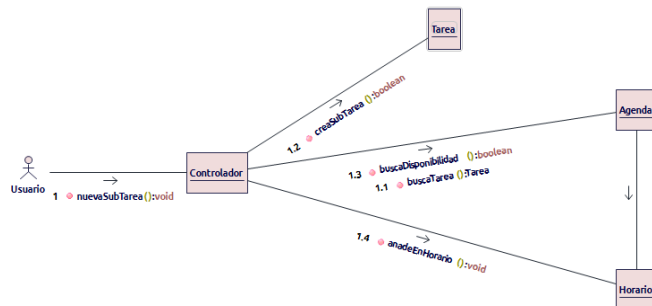 Tarea
1.2 creaSubTarea ():boolean
Agenda
1.3 buscaDisponibilidad ():boolean
1.1 buscaTarea ():Tarea
Controlador
Usuario
1 nuevaSubTarea ():void
1.4 anadeEnHorario ():void
Horario